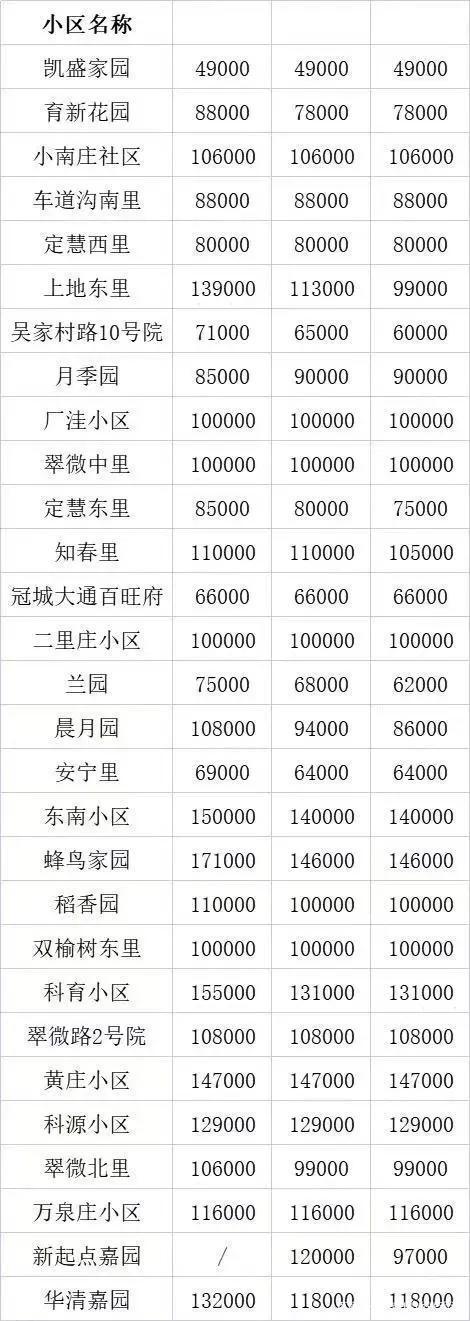 小区名称
凯盛家园 49000 49000 49000
育新花园 88000 78000 78000
小南庄社区 106000 106000 106000
车道沟南里 88000 88000 88000
定慧西里 80000 80000 80000
上地东里 139000 113000 99000
吴家村路10号院 71000 65000 60000
月季园 85000 90000 90000
厂洼小区 100000 100000 100000
翠微中里 100000 100000 100000
定慧东里 85000 80000 75000
知春里 110000 110000 105000
冠城大通百旺府 66000 66000 66000
二里庄小区 100000 100000 100000
兰园 75000 68000 62000
晨月园 108000 94000 86000
安宁里 69000 64000 64000
东南小区 150000 140000 140000
蜂鸟家园 171000 146000 146000
稻香园 110000 100000 100000
双榆树东里 100000 100000 100000
科育小区 155000 131000 131000
翠微路2号院 108000 108000 108000
黄庄小区 147000 147000 147000
科源小区 129000 129000 129000
翠微北里 106000 99000 99000
万泉庄小区 116000 116000 116000
新起点嘉园 / 120000 97000
华清嘉园 132000 118000 118000